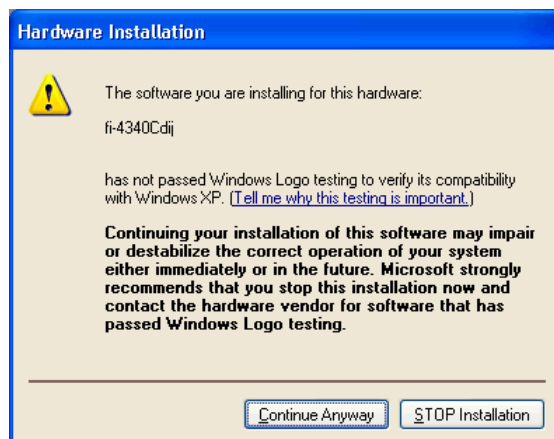 Hardware Installation
The software you are installing for this hardware:
fi-4340Cdij
has not passed Windows Logo testing to verify its compatibility
with Windows XP. (Tell me why this testing is important.)
Continuing your installation of this software may impair
or destabilize the correct operation of your system
either immediately or in the future. Microsoft strongly
recommends that you stop this installation now and
contact the hardware vendor for software that has
passed Windows Logo testing.
Continue Anyway
STOP Installation